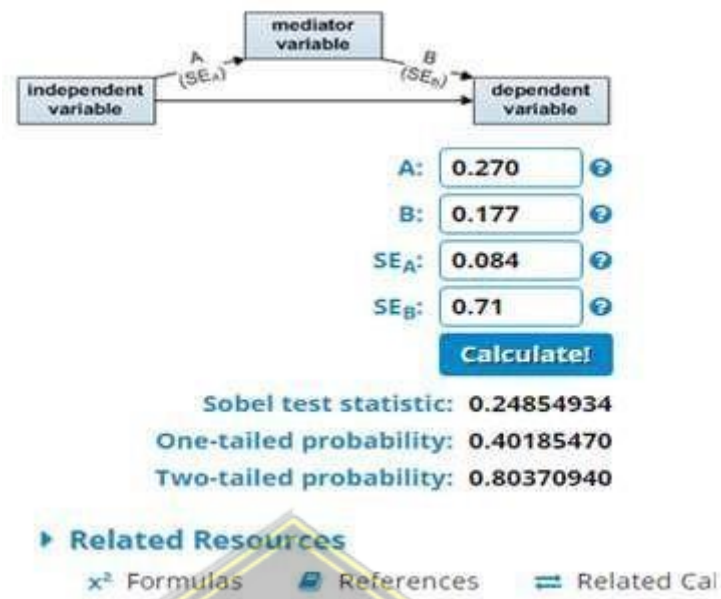 mediator
variable
A
(SEA)
B
(SEB)
independent
variable
dependent
variable
A: 0.270
B: 0.177
SEA: 0.084
SEB: 0.71
Calculate!
Sobel test statistic: 0.24854934
One-tailed probability: 0.40185470
Two-tailed probability: 0.80370940
Related Resources
x² Formulas References Related Cal